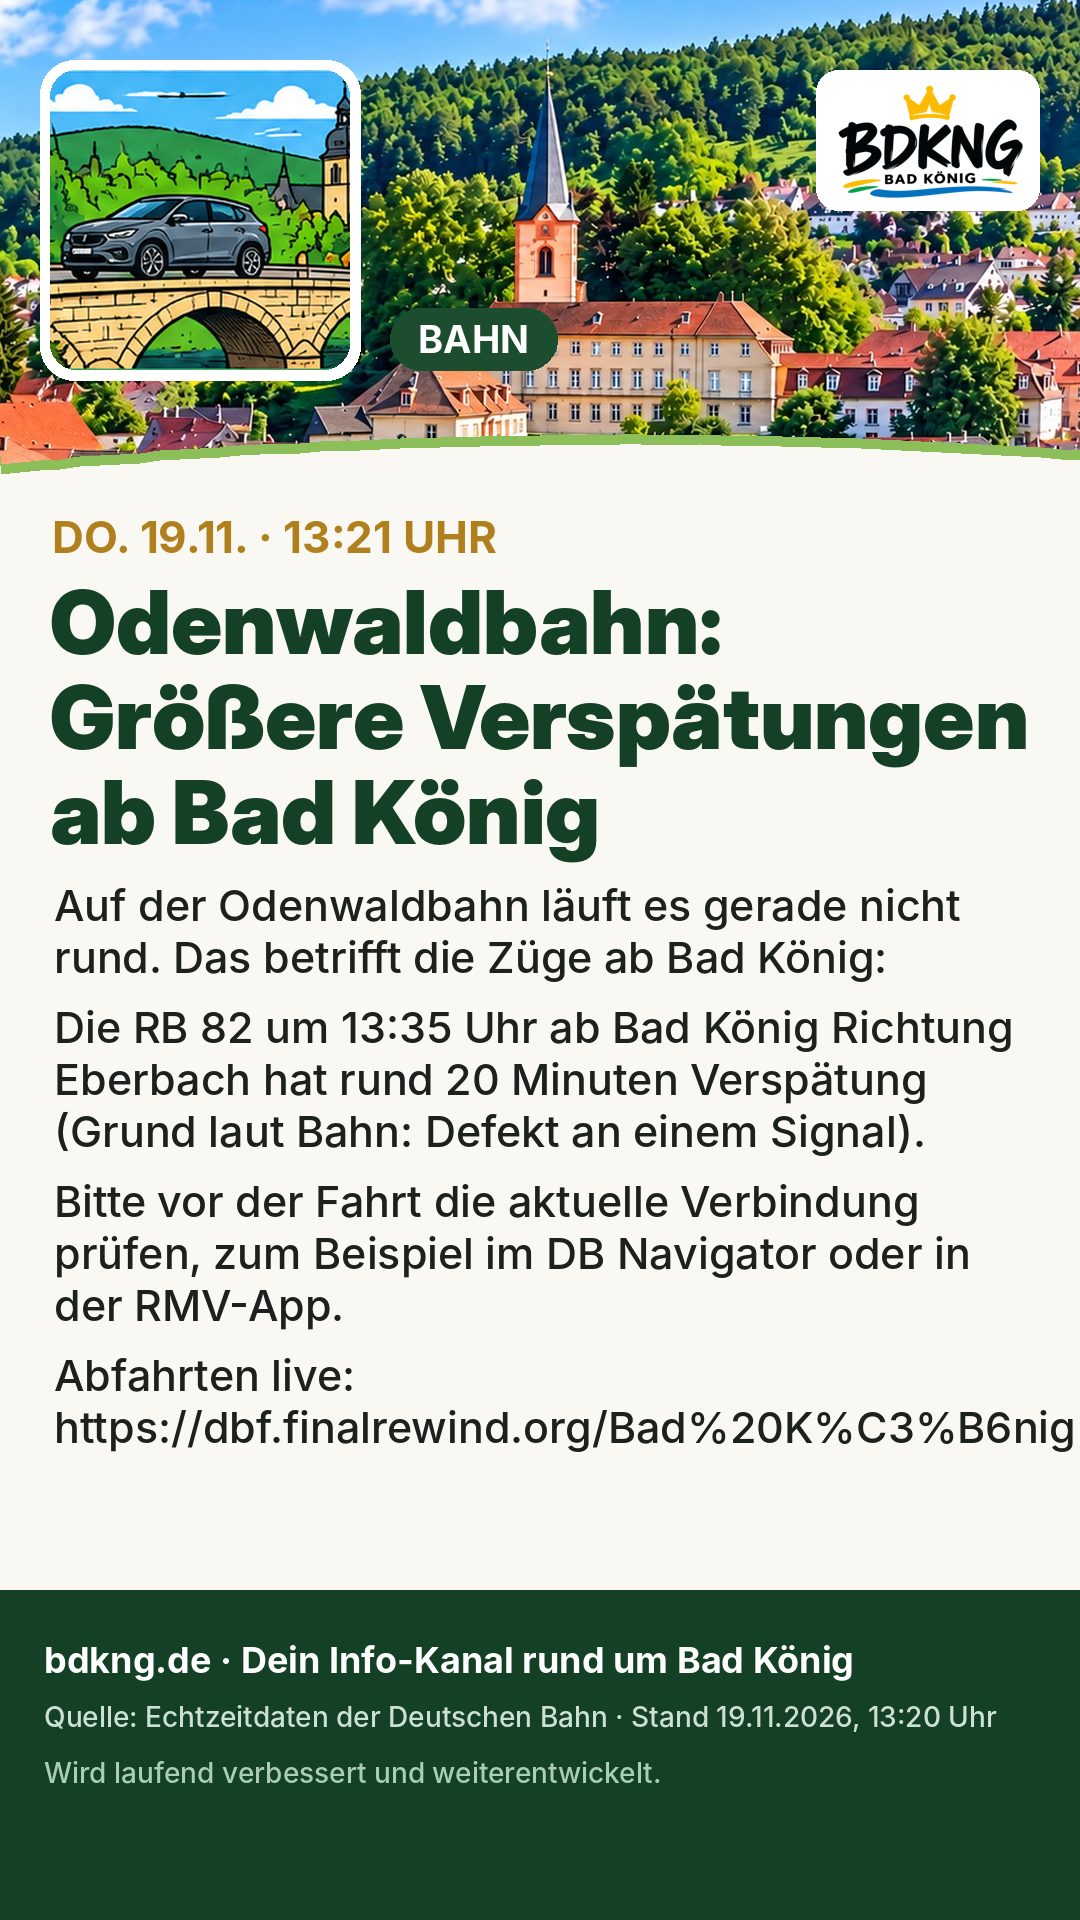 BDKNG
BAD KÖNIG
BAHN
DO. 19.11. · 13:21 UHR
Odenwaldbahn:
Größere Verspätungen
ab Bad König
Auf der Odenwaldbahn läuft es gerade nicht
rund. Das betrifft die Züge ab Bad König:
Die RB 82 um 13:35 Uhr ab Bad König Richtung
Eberbach hat rund 20 Minuten Verspätung
(Grund laut Bahn: Defekt an einem Signal).
Bitte vor der Fahrt die aktuelle Verbindung
prüfen, zum Beispiel im DB Navigator oder in
der RMV-App.
Abfahrten live:
https://dbf.finalrewind.org/Bad%20K%C3%B6nig
bdkng.de · Dein Info-Kanal rund um Bad König
Quelle: Echtzeitdaten der Deutschen Bahn · Stand 19.11.2026, 13:20 Uhr
Wird laufend verbessert und weiterentwickelt.